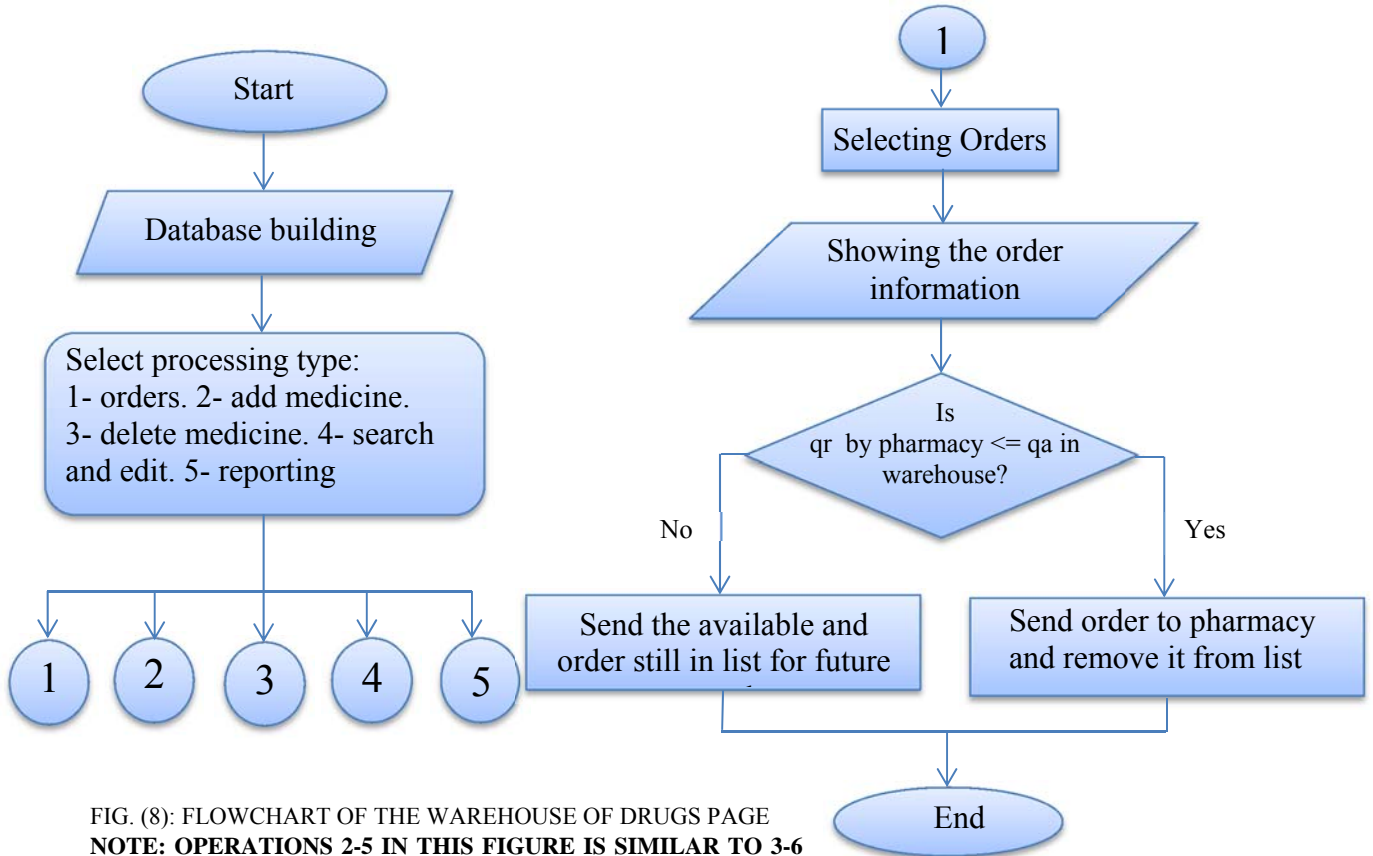 Start
Database building
Select processing type:
1- orders. 2- add medicine.
3- delete medicine. 4- search
and edit. 5- reporting
1
2
3
4
5
1
Selecting Orders
Showing the order
information
Is
qr by pharmacy <= qa in
warehouse?
No
Yes
Send the available and
order still in list for future
Send order to pharmacy
and remove it from list
End
FIG. (8): FLOWCHART OF THE WAREHOUSE OF DRUGS PAGE
NOTE: OPERATIONS 2-5 IN THIS FIGURE IS SIMILAR TO 3-6